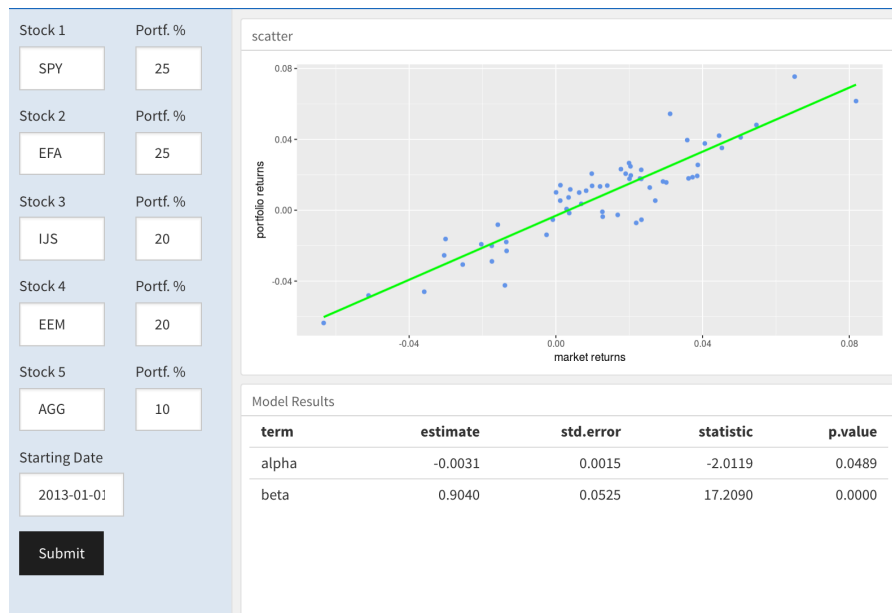 Stock 1 Portf. %
SPY 25
Stock 2 Portf. %
EFA 25
Stock 3 Portf. %
IJS 20
Stock 4 Portf. %
EEM 20
Stock 5 Portf. %
AGG 10
Starting Date
2013-01-01
Submit
scatter
0.08
0.04
0.00
-0.04
portfolio returns
-0.04 0.00 0.04 0.08
market returns
Model Results
term estimate std.error statistic p.value
alpha -0.0031 0.0015 -2.0119 0.0489
beta 0.9040 0.0525 17.2090 0.0000